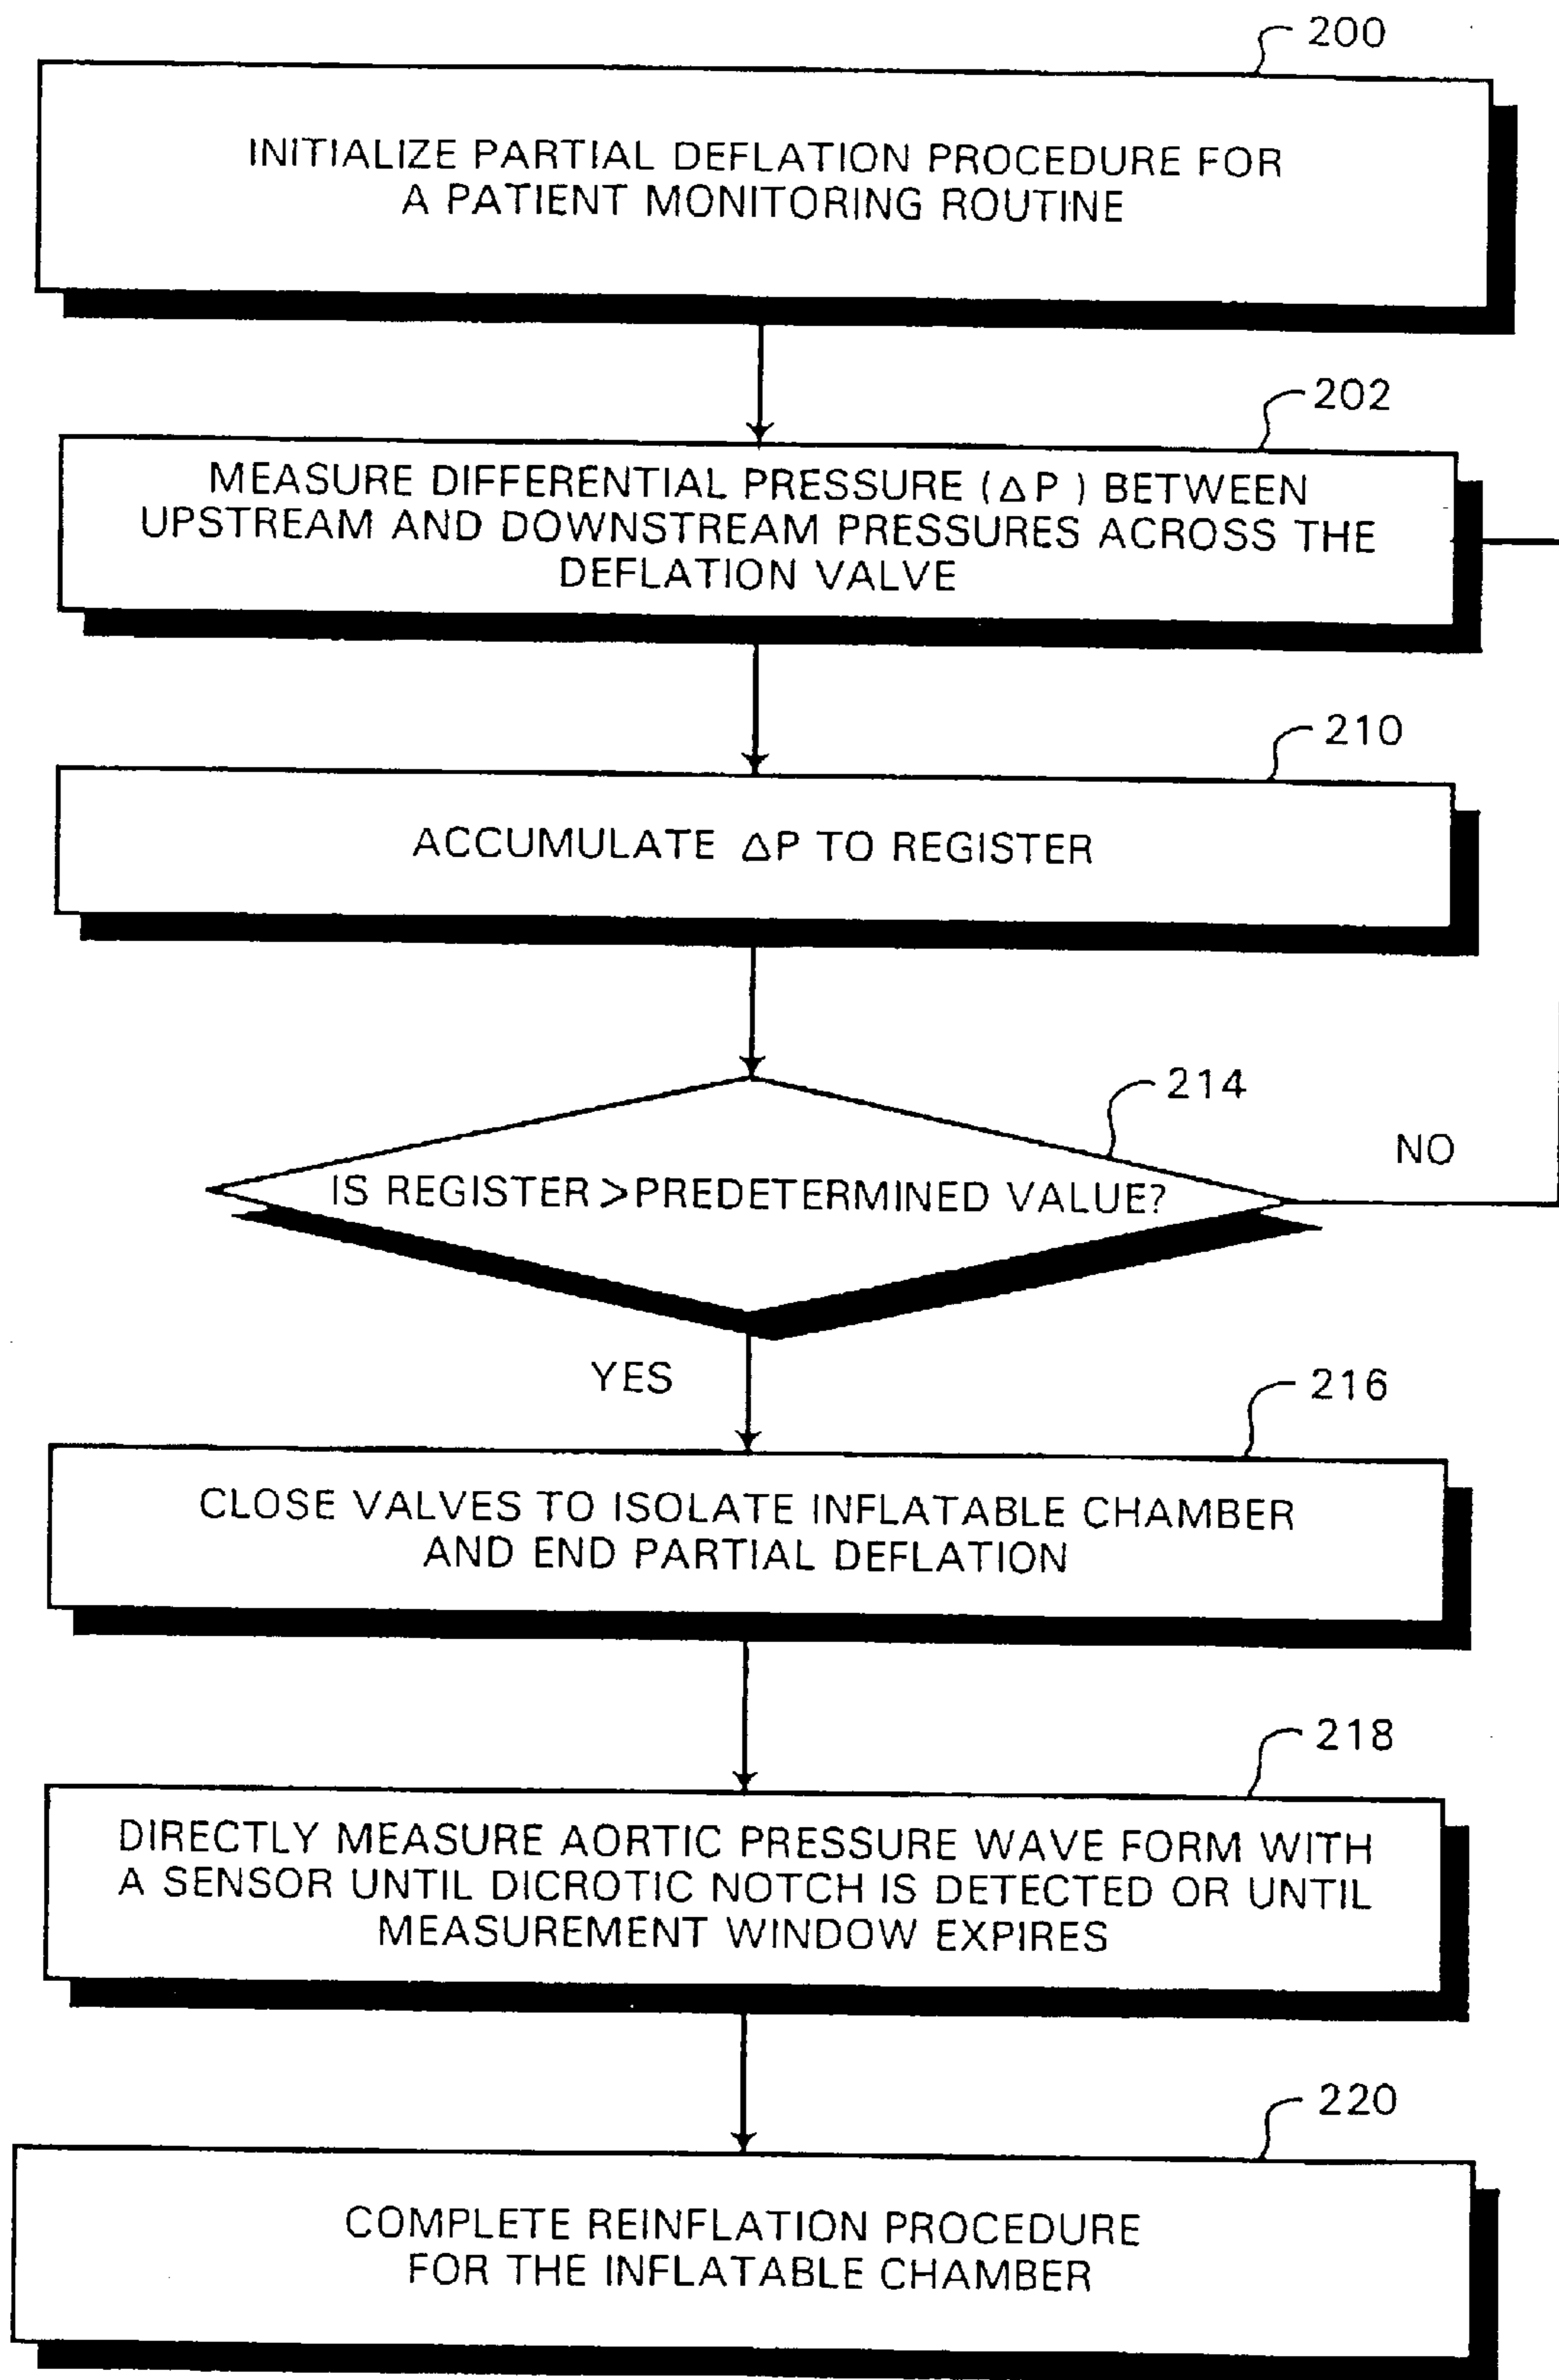 200
INITIALIZE PARTIAL DEFLATION PROCEDURE FOR
A PATIENT MONITORING ROUTINE
202
MEASURE DIFFERENTIAL PRESSURE (ΔP ) BETWEEN
UPSTREAM AND DOWNSTREAM PRESSURES ACROSS THE
DEFLATION VALVE
210
ACCUMULATE ΔP TO REGISTER
214
NO
IS REGISTER >PREDETERMINED VALUE?
YES
216
CLOSE VALVES TO ISOLATE INFLATABLE CHAMBER
AND END PARTIAL DEFLATION
218
DIRECTLY MEASURE AORTIC PRESSURE WAVE FORM WITH
A SENSOR UNTIL DICROTIC NOTCH IS DETECTED OR UNTIL
MEASUREMENT WINDOW EXPIRES
220
COMPLETE REINFLATION PROCEDURE
FOR THE INFLATABLE CHAMBER